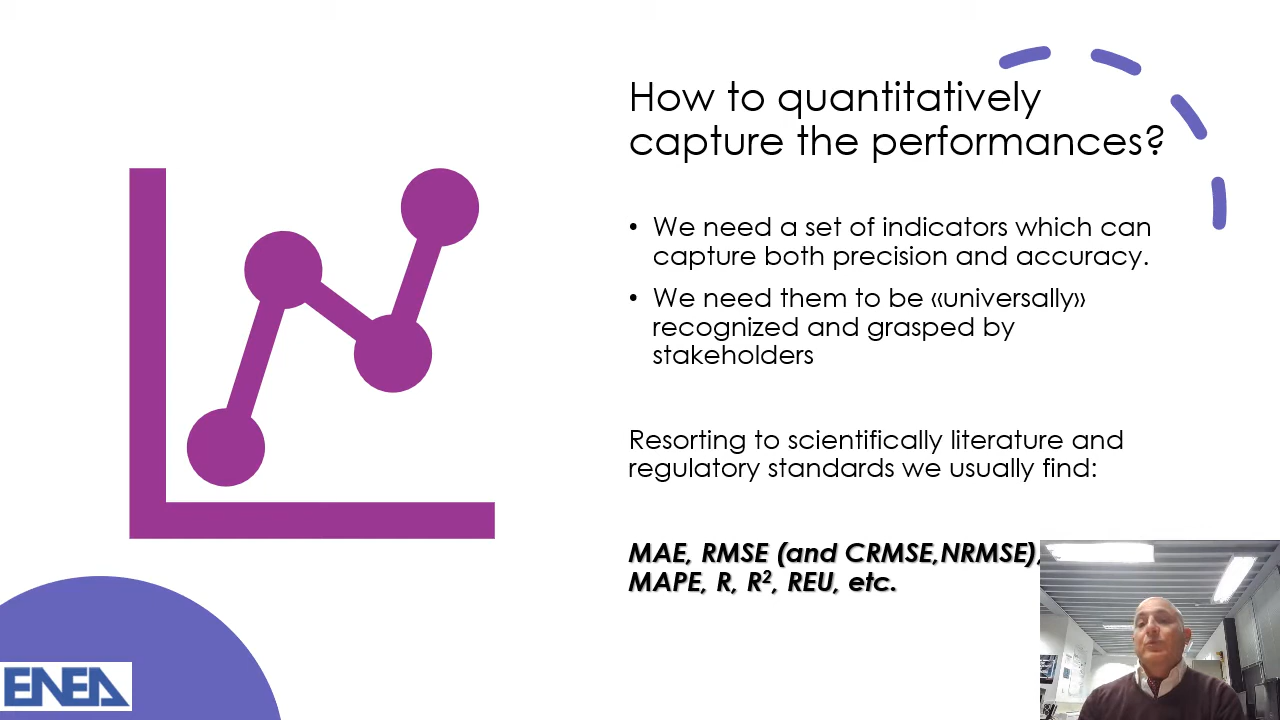 How to quantitatively
capture the performances?
• We need a set of indicators which can
capture both precision and accuracy.
• We need them to be «universally»
recognized and grasped by
stakeholders
Resorting to scientifically literature and
regulatory standards we usually find:
MAE, RMSE (and CRMSE,NRMSE),
MAPE, R, R², REU, etc.
ENEA